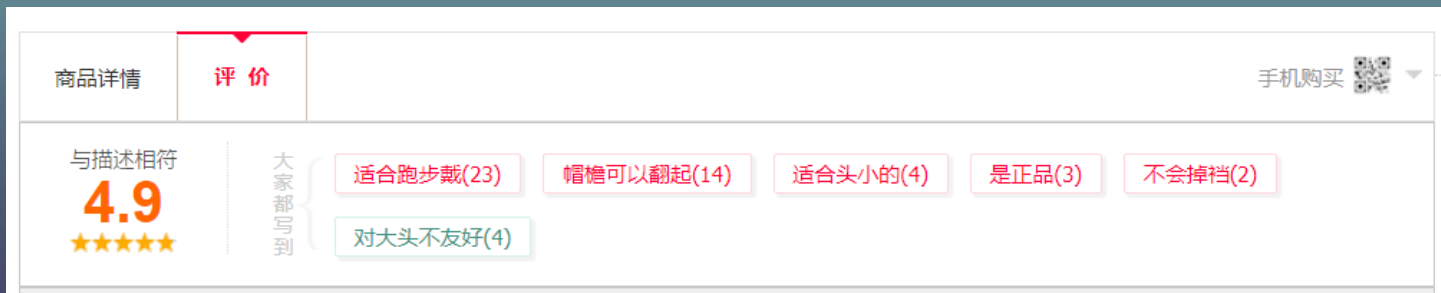 商品详情
评价
手机购买
与描述相符
4.9
大家都写到
适合跑步戴(23)
帽檐可以翻起(14)
适合头小的(4)
是正品(3)
不会掉裆(2)
对大头不友好(4)